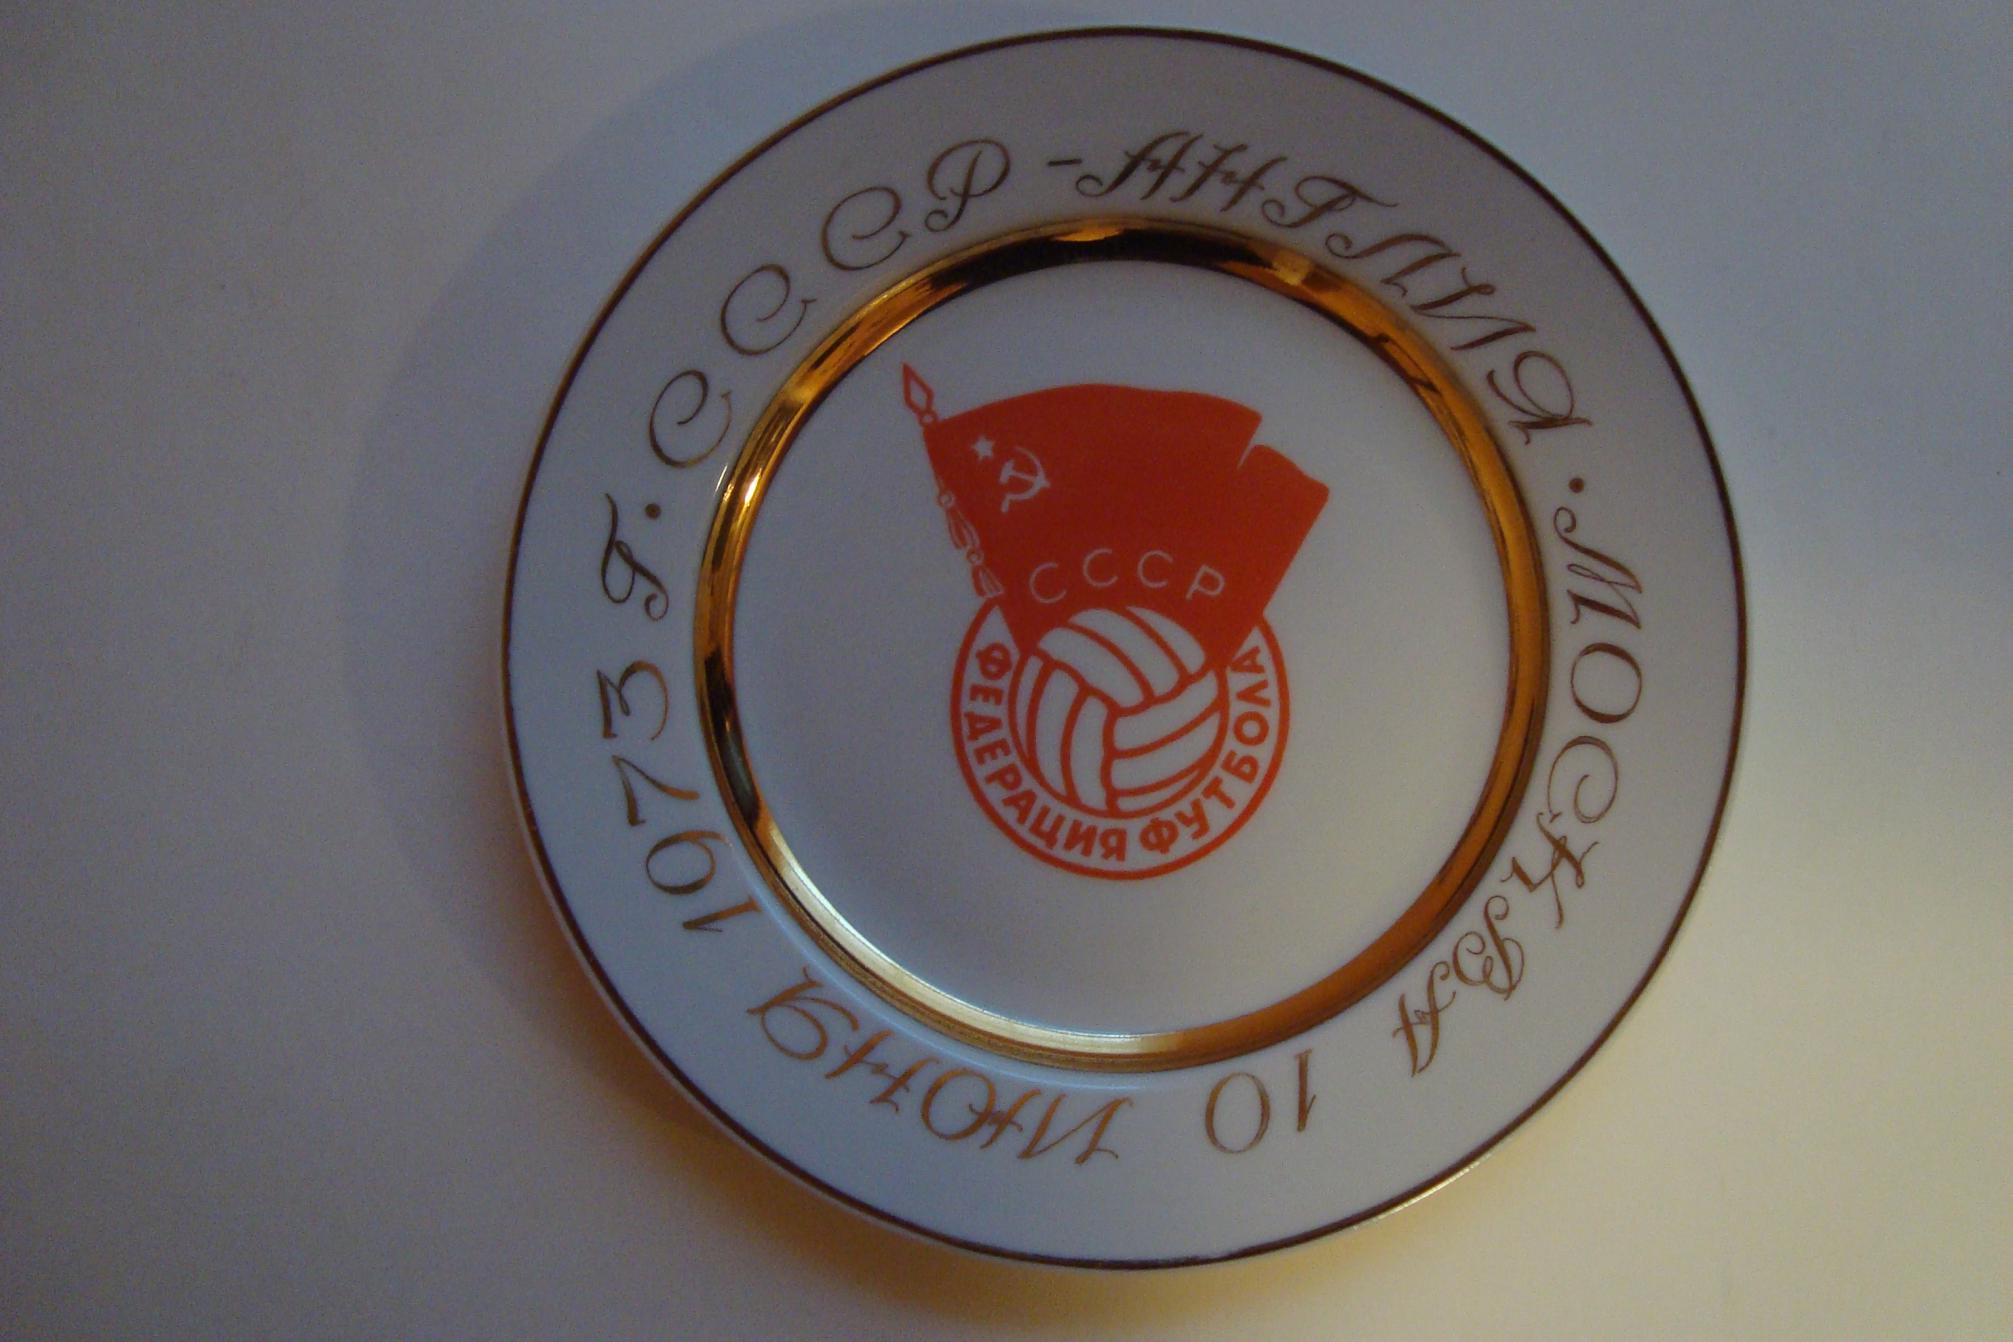 СССР - АНГЛИЯ. МОСКВА 10 ИЮНЯ 1973 Г.
СССР
ФЕДЕРАЦИЯ ФУТБОЛА